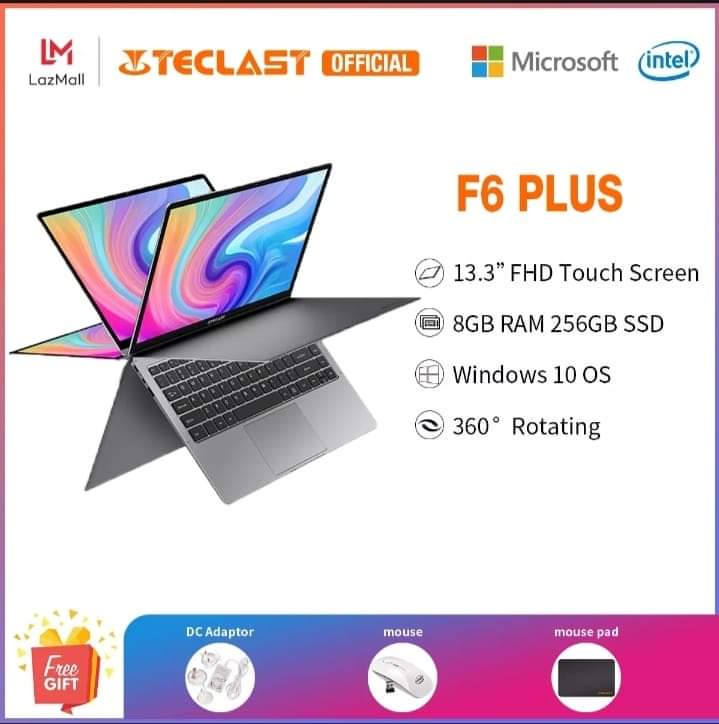 LM
LazMall
TECLAST OFFICIAL
Microsoft
intel
F6 PLUS
13.3” FHD Touch Screen
8GB RAM 256GB SSD
Windows 10 OS
360° Rotating
Free
GIFT
DC Adaptor
mouse
mouse pad